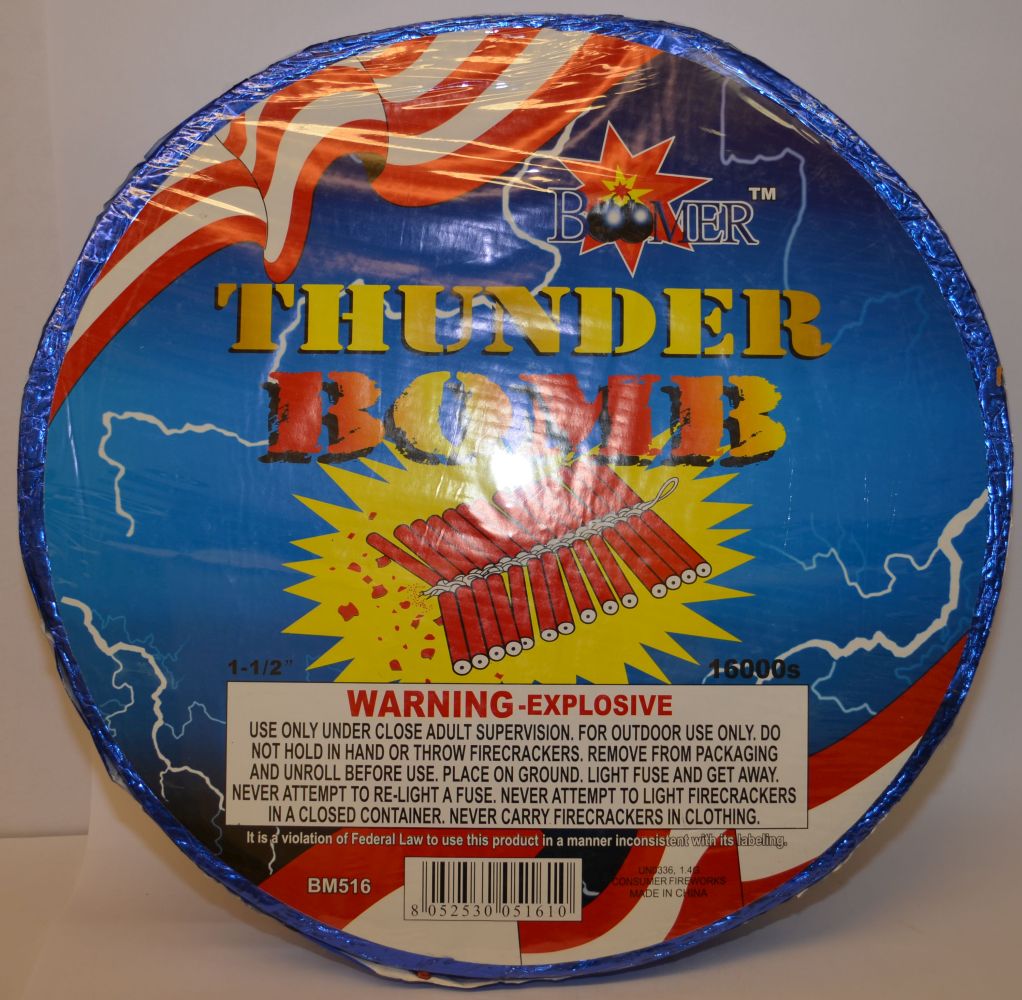 BOOMER™
THUNDER
BOMB
1-1/2"
16000s
WARNING-EXPLOSIVE
USE ONLY UNDER CLOSE ADULT SUPERVISION. FOR OUTDOOR USE ONLY. DO
NOT HOLD IN HAND OR THROW FIRECRACKERS. REMOVE FROM PACKAGING
AND UNROLL BEFORE USE. PLACE ON GROUND. LIGHT FUSE AND GET AWAY.
NEVER ATTEMPT TO RE-LIGHT A FUSE. NEVER ATTEMPT TO LIGHT FIRECRACKERS
IN A CLOSED CONTAINER. NEVER CARRY FIRECRACKERS IN CLOTHING.
It is a violation of Federal Law to use this product in a manner inconsistent with its labeling.
BM516
8 052530 051610
UN0336, 1.4G
CONSUMER FIREWORKS
MADE IN CHINA